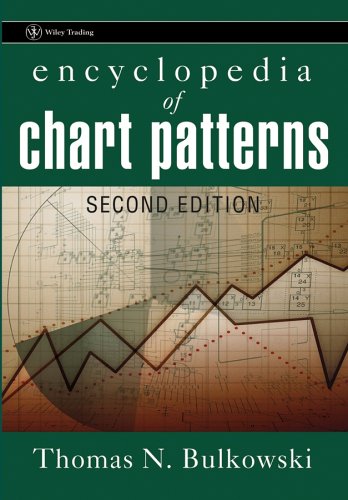 Wiley Trading
encyclopedia
of
chart patterns
SECOND EDITION
Thomas N. Bulkowski